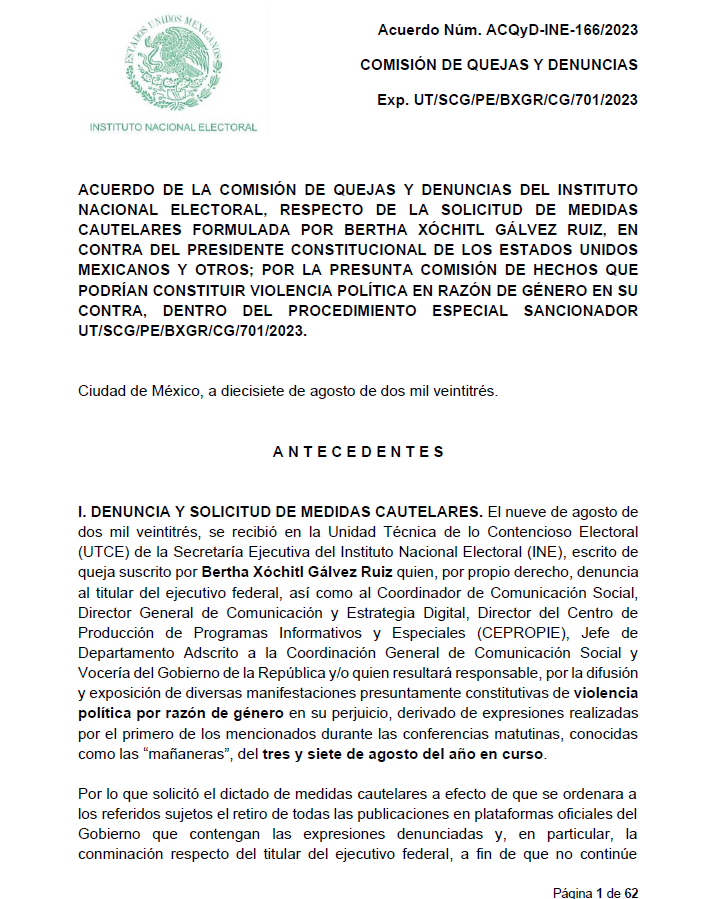 ESTADOS UNIDOS MEXICANOS
INSTITUTO NACIONAL ELECTORAL
Acuerdo Núm. ACQyD-INE-166/2023
COMISIÓN DE QUEJAS Y DENUNCIAS
Exp. UT/SCG/PE/BXGR/CG/701/2023
ACUERDO DE LA COMISIÓN DE QUEJAS Y DENUNCIAS DEL INSTITUTO
NACIONAL ELECTORAL, RESPECTO DE LA SOLICITUD DE MEDIDAS
CAUTELARES FORMULADA POR BERTHA XÓCHITL GÁLVEZ RUIZ, EN
CONTRA DEL PRESIDENTE CONSTITUCIONAL DE LOS ESTADOS UNIDOS
MEXICANOS Y OTROS; POR LA PRESUNTA COMISIÓN DE HECHOS QUE
PODRÍAN CONSTITUIR VIOLENCIA POLÍTICA EN RAZÓN DE GÉNERO EN SU
CONTRA, DENTRO DEL PROCEDIMIENTO ESPECIAL SANCIONADOR
UT/SCG/PE/BXGR/CG/701/2023.
Ciudad de México, a diecisiete de agosto de dos mil veintitrés.
A N T E C E D E N T E S
I. DENUNCIA Y SOLICITUD DE MEDIDAS CAUTELARES. El nueve de agosto de
dos mil veintitrés, se recibió en la Unidad Técnica de lo Contencioso Electoral
(UTCE) de la Secretaría Ejecutiva del Instituto Nacional Electoral (INE), escrito de
queja suscrito por Bertha Xóchitl Gálvez Ruiz quien, por propio derecho, denuncia
al titular del ejecutivo federal, así como al Coordinador de Comunicación Social,
Director General de Comunicación y Estrategia Digital, Director del Centro de
Producción de Programas Informativos y Especiales (CEPROPIE), Jefe de
Departamento Adscrito a la Coordinación General de Comunicación Social y
Vocería del Gobierno de la República y/o quien resultará responsable, por la difusión
y exposición de diversas manifestaciones presuntamente constitutivas de violencia
política por razón de género en su perjuicio, derivado de expresiones realizadas
por el primero de los mencionados durante las conferencias matutinas, conocidas
como las “mañaneras”, del tres y siete de agosto del año en curso.
Por lo que solicitó el dictado de medidas cautelares a efecto de que se ordenara a
los referidos sujetos el retiro de todas las publicaciones en plataformas oficiales del
Gobierno que contengan las expresiones denunciadas y, en particular, la
conminación respecto del titular del ejecutivo federal, a fin de que no continúe
Página 1 de 62